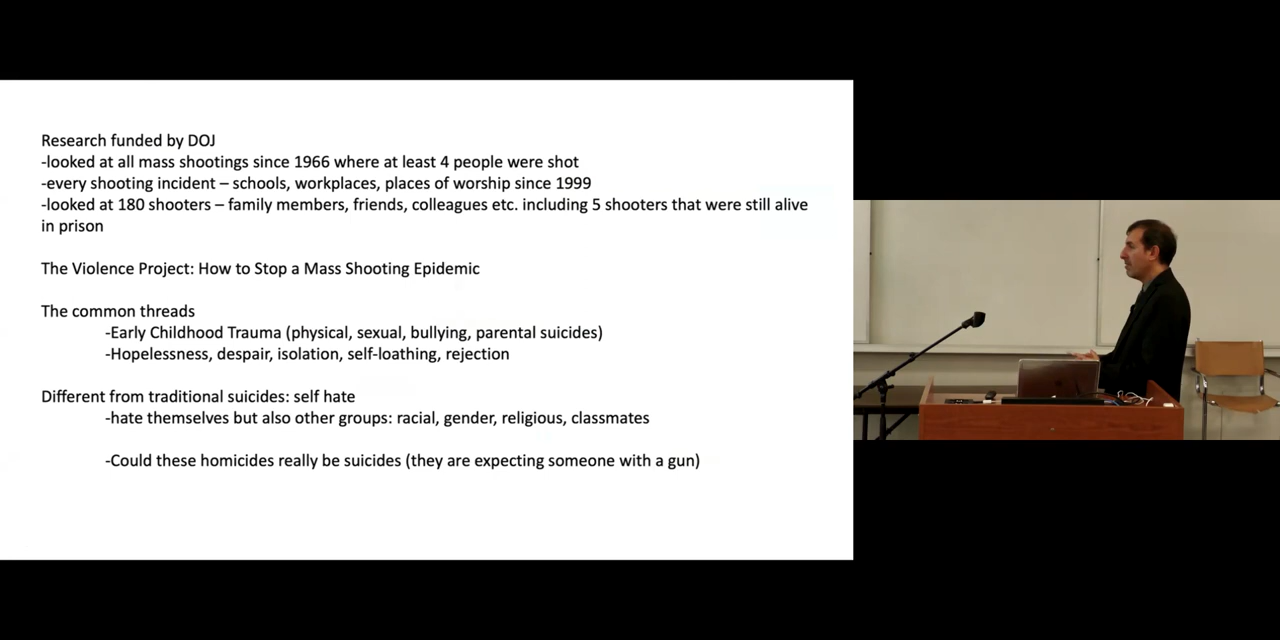 Research funded by DOJ
-looked at all mass shootings since 1966 where at least 4 people were shot
-every shooting incident – schools, workplaces, places of worship since 1999
-looked at 180 shooters – family members, friends, colleagues etc. including 5 shooters that were still alive
in prison
The Violence Project: How to Stop a Mass Shooting Epidemic
The common threads
-Early Childhood Trauma (physical, sexual, bullying, parental suicides)
-Hopelessness, despair, isolation, self-loathing, rejection
Different from traditional suicides: self hate
-hate themselves but also other groups: racial, gender, religious, classmates
-Could these homicides really be suicides (they are expecting someone with a gun)